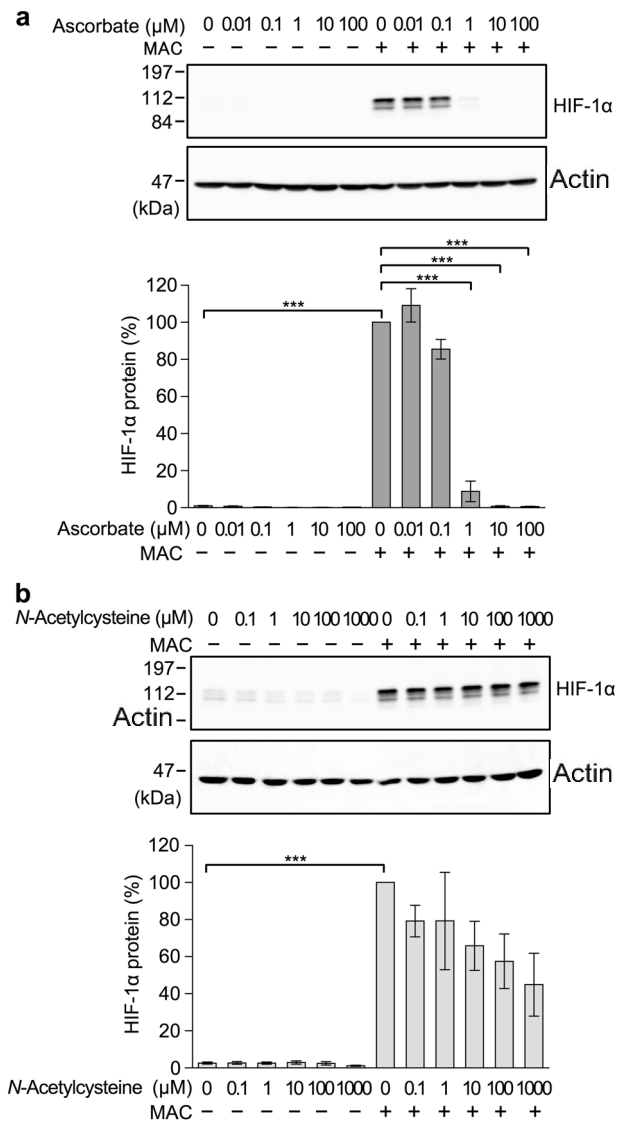 a
Ascorbate (μM) 0 0.01 0.1 1 10 100 0 0.01 0.1 1 10 100
MAC − − − − − − + + + + + +
197
112
84
HIF-1α
47
(kDa)
Actin
***
***
***
***
120
100
80
60
40
20
0
HIF-1α protein (%)
Ascorbate (μM) 0 0.01 0.1 1 10 100 0 0.01 0.1 1 10 100
MAC − − − − − − + + + + + +
b
N-Acetylcysteine (μM) 0 0.1 1 10 100 1000 0 0.1 1 10 100 1000
MAC − − − − − − + + + + + +
197
112
Actin
HIF-1α
47
(kDa)
Actin
***
120
100
80
60
40
20
0
HIF-1α protein (%)
N-Acetylcysteine (μM) 0 0.1 1 10 100 1000 0 0.1 1 10 100 1000
MAC − − − − − − + + + + + +